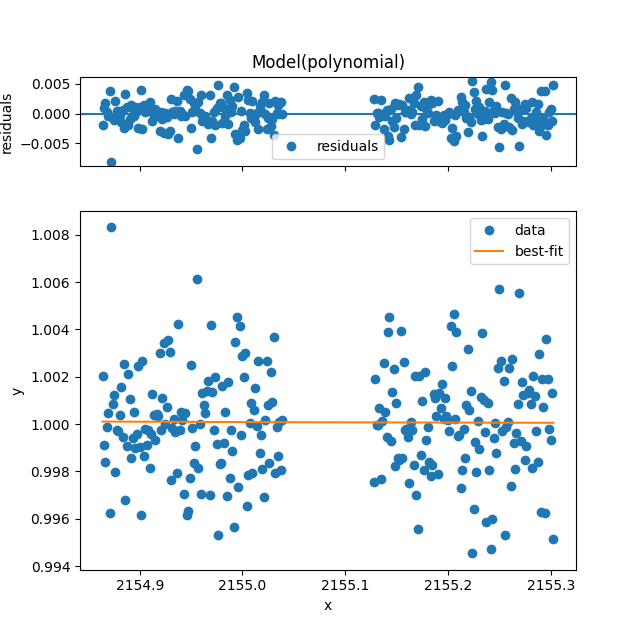 Model(polynomial)
residuals
0.005
0.000
−0.005
residuals
y
1.008
1.006
1.004
1.002
1.000
0.998
0.996
0.994
data
best-fit
2154.9 2155.0 2155.1 2155.2 2155.3
x